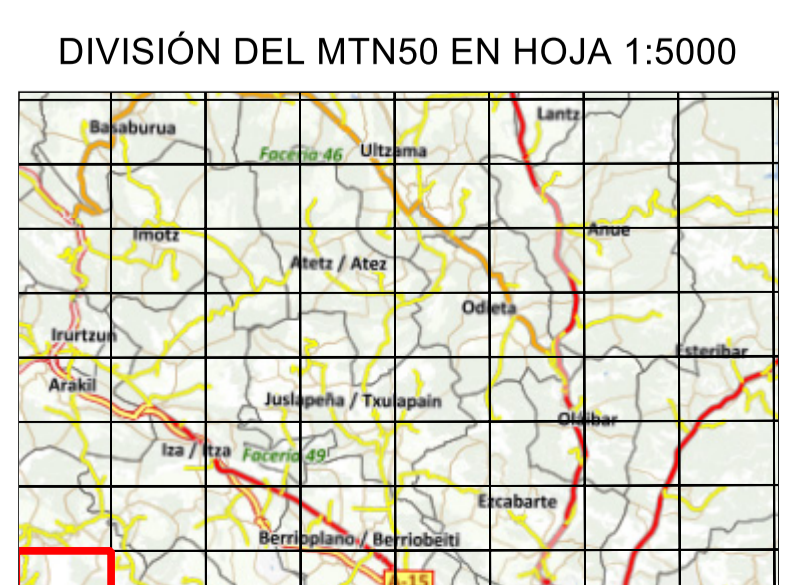 DIVISIÓN DEL MTN50 EN HOJA 1:5000
Lantz
Basaburua
Facería 46
Ultzama
Anue
Imotz
Atetz / Atez
Odieta
Irurtzun
Esteribar
Arakil
Juslapeña / Txulapain
Oláibar
Iza / Itza
Facería 49
Ezcabarte
Berrioplano / Berriobeiti
A-15